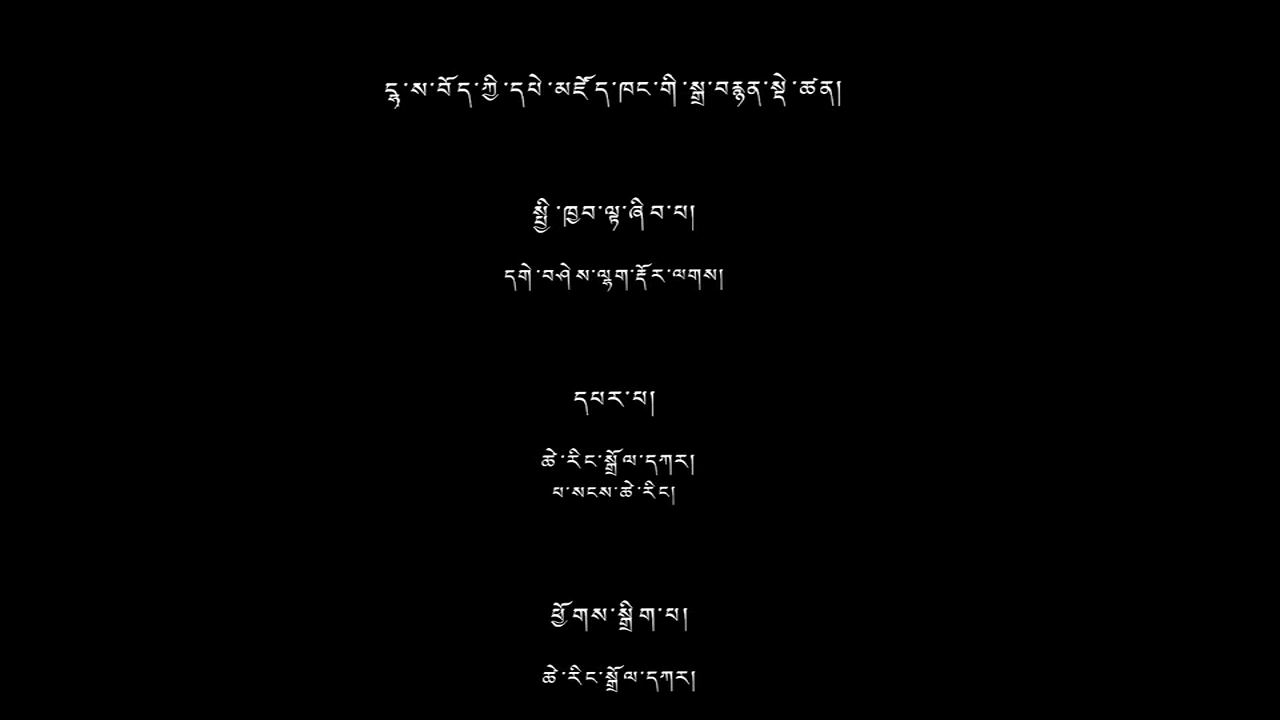 དྷ་ས་བོད་ཀྱི་དཔེ་མཛོད་ཁང་གི་སྒྲ་བརྙན་སྡེ་ཚན།
སྤྱི་ཁྱབ་ལྟ་ཞིབ་པ།
དགེ་བཤེས་ལྷག་རྡོར་ལགས།
དཔར་པ།
ཚེ་རིང་སྒྲོལ་དཀར།
པ་སངས་ཚེ་རིང།
ཕྱོགས་སྒྲིག་པ།
ཚེ་རིང་སྒྲོལ་དཀར།